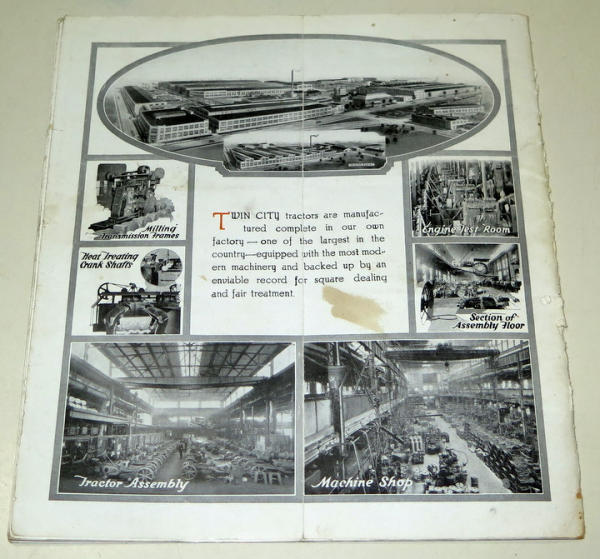 Milling
Transmission Frames
Heat Treating
Crank Shafts
TWIN CITY tractors are manufac-
tured complete in our own
factory—one of the largest in the
country—equipped with the most mod-
ern machinery and backed up by an
enviable record for square dealing
and fair treatment.
Engine Test Room
Section of
Assembly Floor
Tractor Assembly
Machine Shop